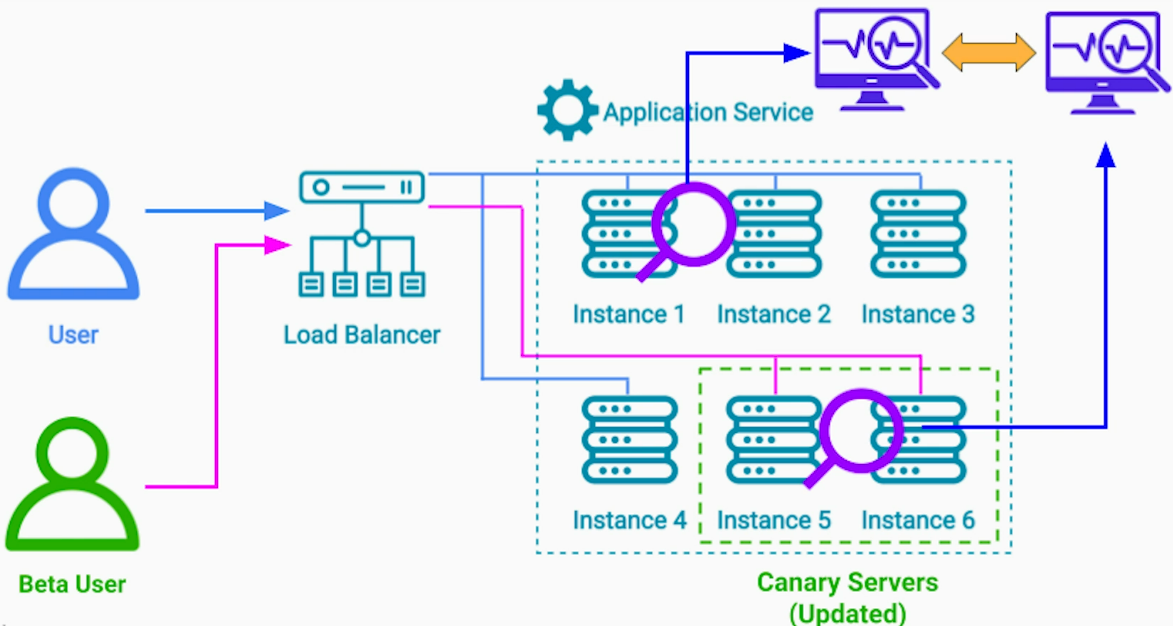 Application Service
User
Load Balancer
Instance 1
Instance 2
Instance 3
Instance 4
Instance 5
Instance 6
Beta User
Canary Servers
(Updated)